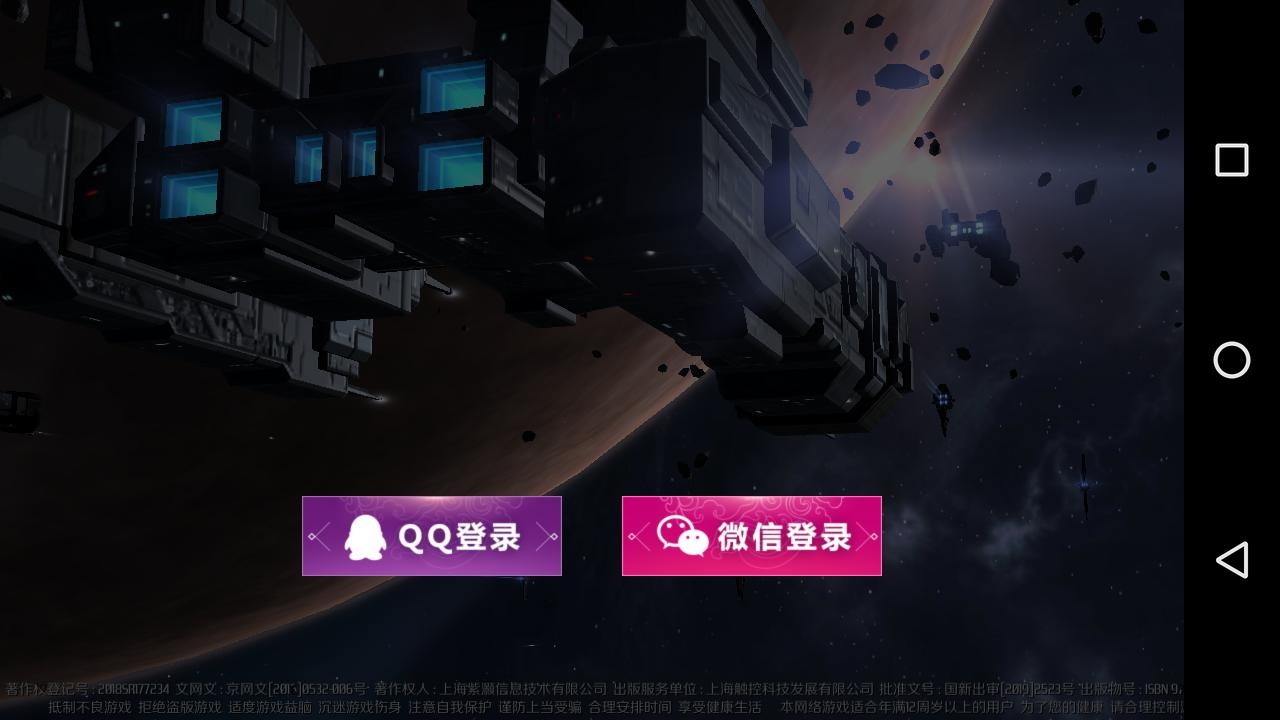 QQ登录
微信登录
著作权登记号：2018SR177234 文网文：京网文[201 ]0532-006号 著作权人：上海紫灏信息技术有限公司 出版服务单位：上海触控科技发展有限公司 批准文号：国新出审[2019]2523号 出版物号：ISBN 9
抵制不良游戏 拒绝盗版游戏 适度游戏益脑 沉迷游戏伤身 注意自我保护 谨防上当受骗 合理安排时间 享受健康生活 本网络游戏适合年满12周岁以上的用户 为了您的健康 请合理控制